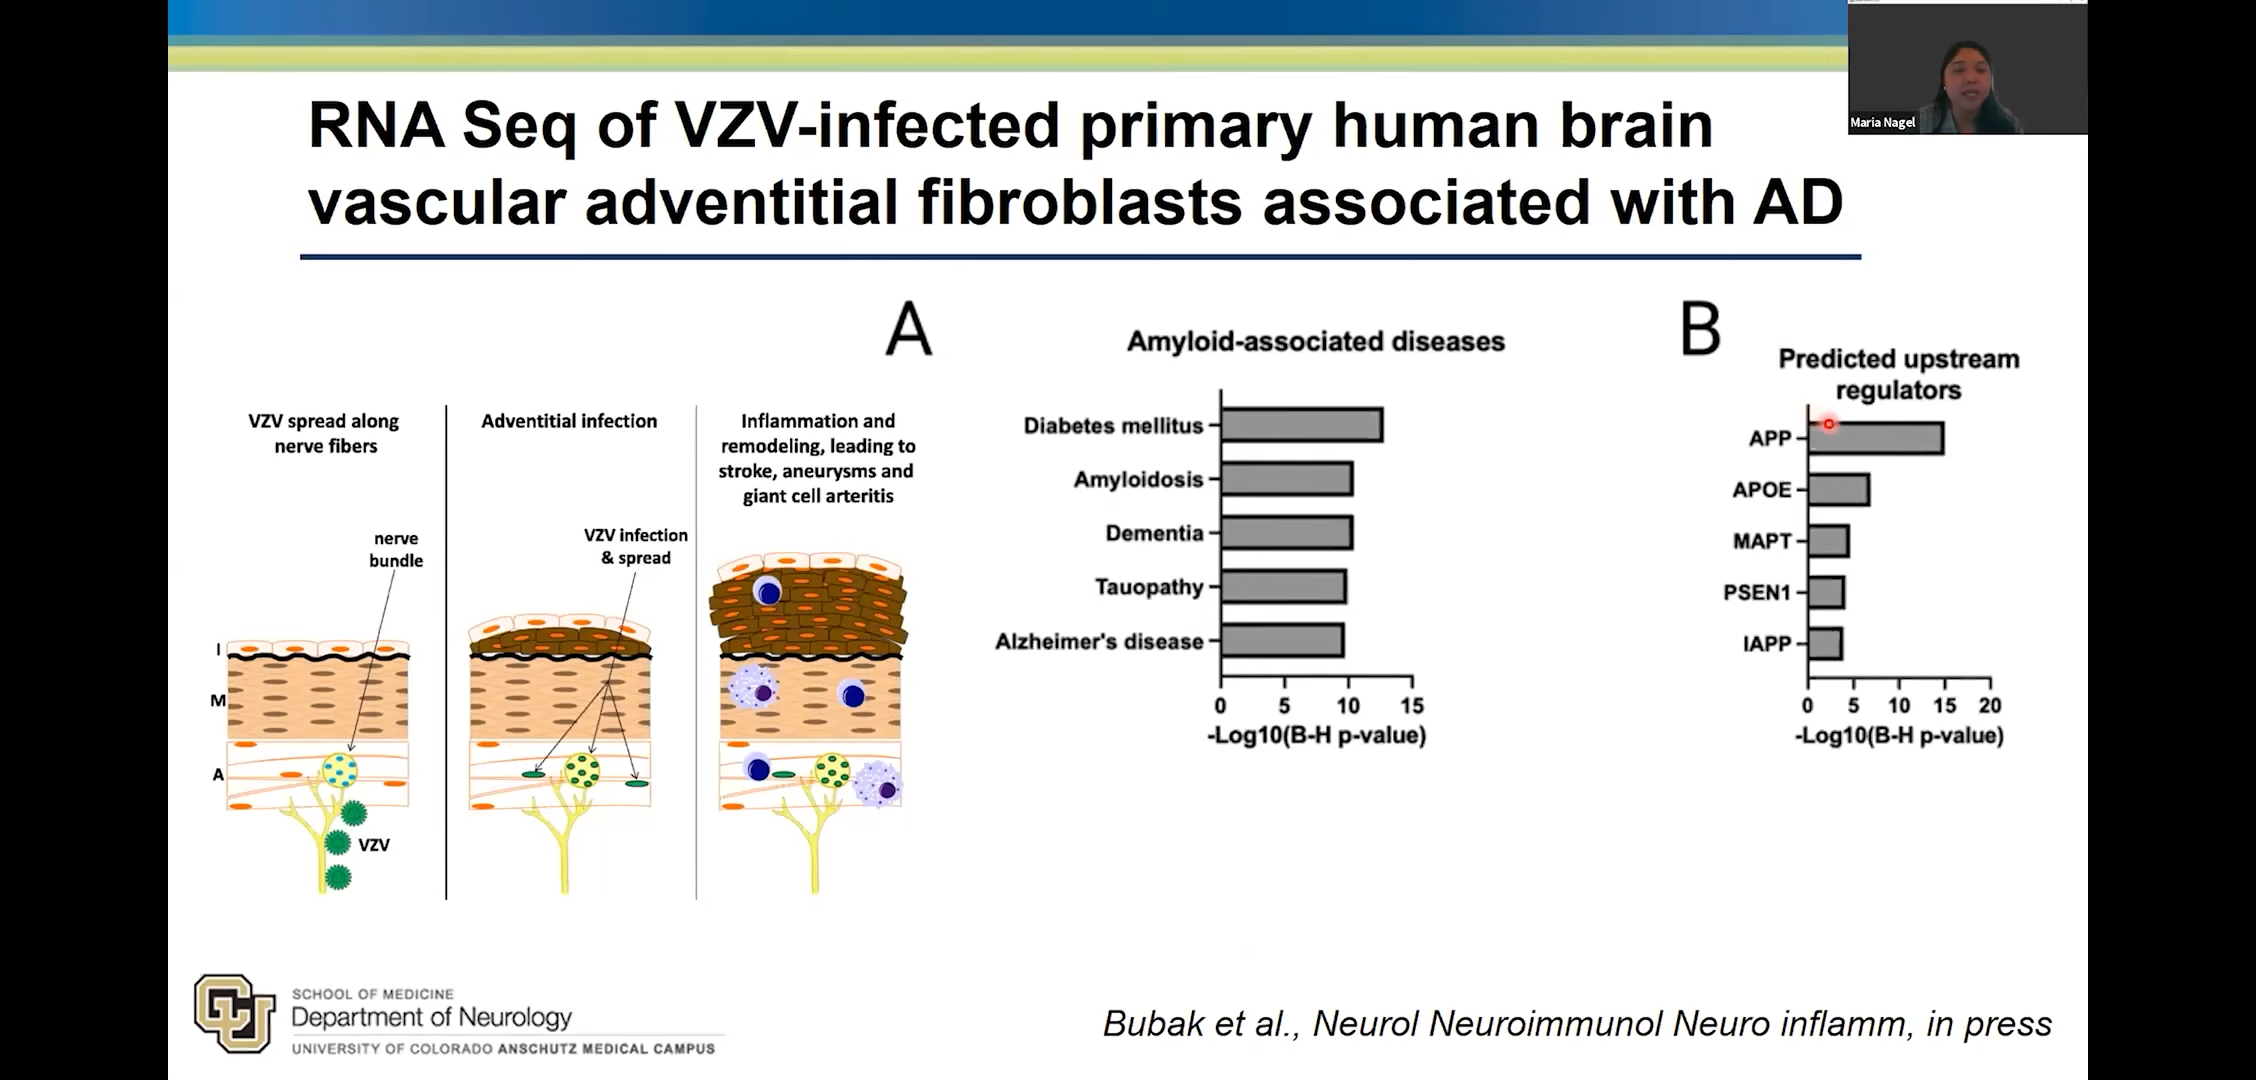 RNA Seq of VZV-infected primary human brain
vascular adventitial fibroblasts associated with AD
Maria Nagel
VZV spread along
nerve fibers
nerve
bundle
I
M
A
VZV
Adventitial infection
VZV infection
& spread
Inflammation and
remodeling, leading to
stroke, aneurysms and
giant cell arteritis
A
Amyloid-associated diseases
Diabetes mellitus
Amyloidosis
Dementia
Tauopathy
Alzheimer's disease
0 5 10 15
-Log10(B-H p-value)
B
Predicted upstream
regulators
APP
APOE
MAPT
PSEN1
IAPP
0 5 10 15 20
-Log10(B-H p-value)
CU
SCHOOL OF MEDICINE
Department of Neurology
UNIVERSITY OF COLORADO ANSCHUTZ MEDICAL CAMPUS
Bubak et al., Neurol Neuroimmunol Neuro inflamm, in press